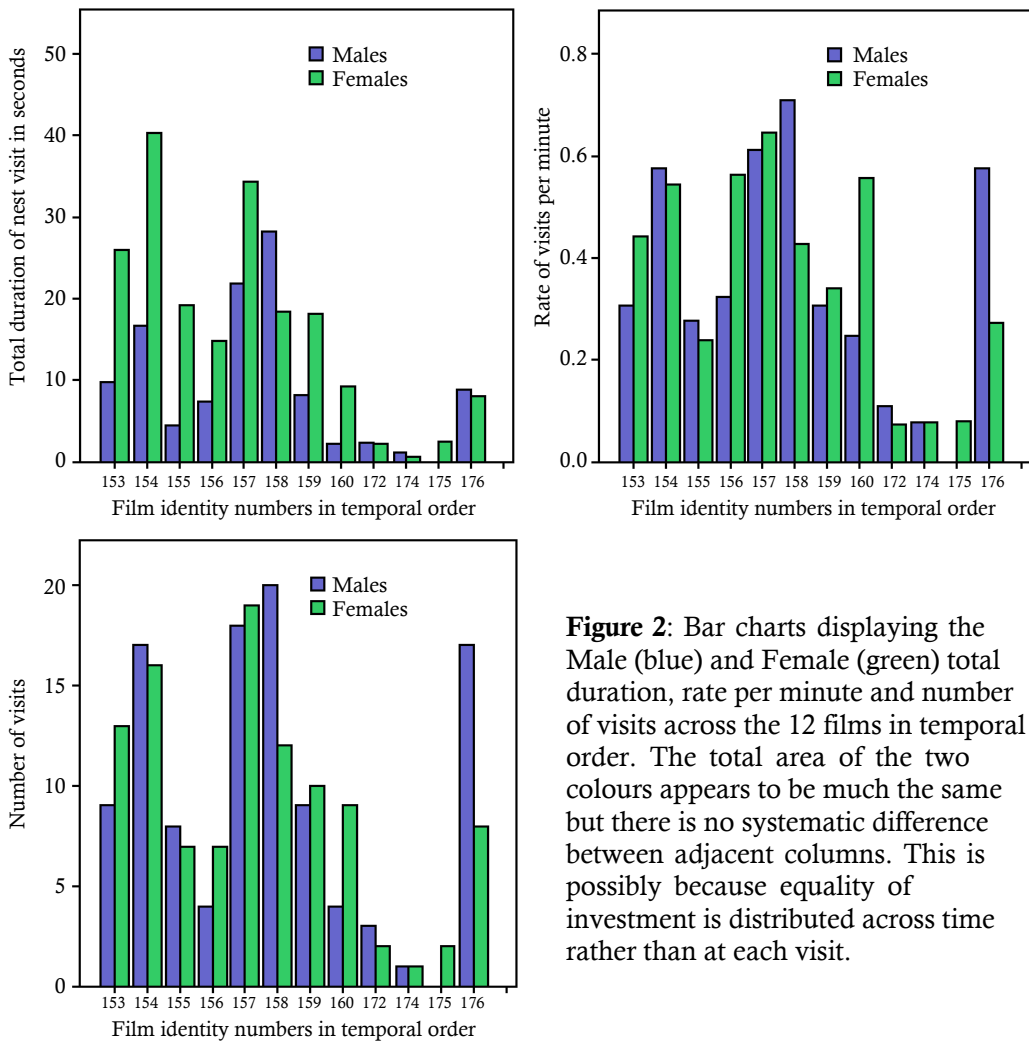 Total duration of nest visit in seconds
50
40
30
20
10
0
Males
Females
153 154 155 156 157 158 159 160 172 174 175 176
Film identity numbers in temporal order
Rate of visits per minute
0.8
0.6
0.4
0.2
0.0
Males
Females
153 154 155 156 157 158 159 160 172 174 175 176
Film identity numbers in temporal order
Number of visits
20
15
10
5
0
Males
Females
153 154 155 156 157 158 159 160 172 174 175 176
Film identity numbers in temporal order
Figure 2: Bar charts displaying the
Male (blue) and Female (green) total
duration, rate per minute and number
of visits across the 12 films in temporal
order. The total area of the two
colours appears to be much the same
but there is no systematic difference
between adjacent columns. This is
possibly because equality of
investment is distributed across time
rather than at each visit.